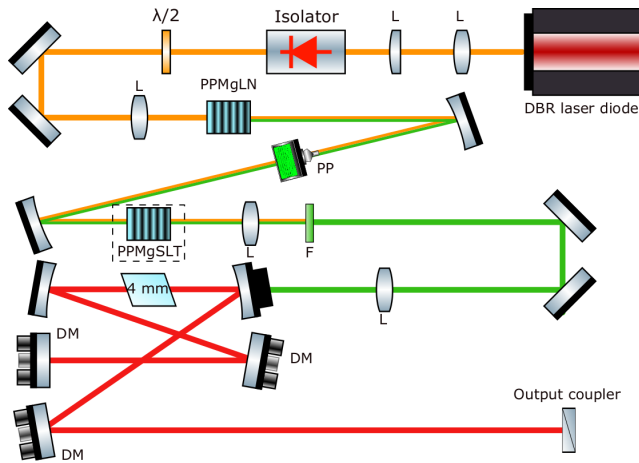 λ/2
Isolator
L
L
DBR laser diode
L
PPMgLN
PP
PPMgSLT
L
F
4 mm
L
DM
DM
Output coupler
DM